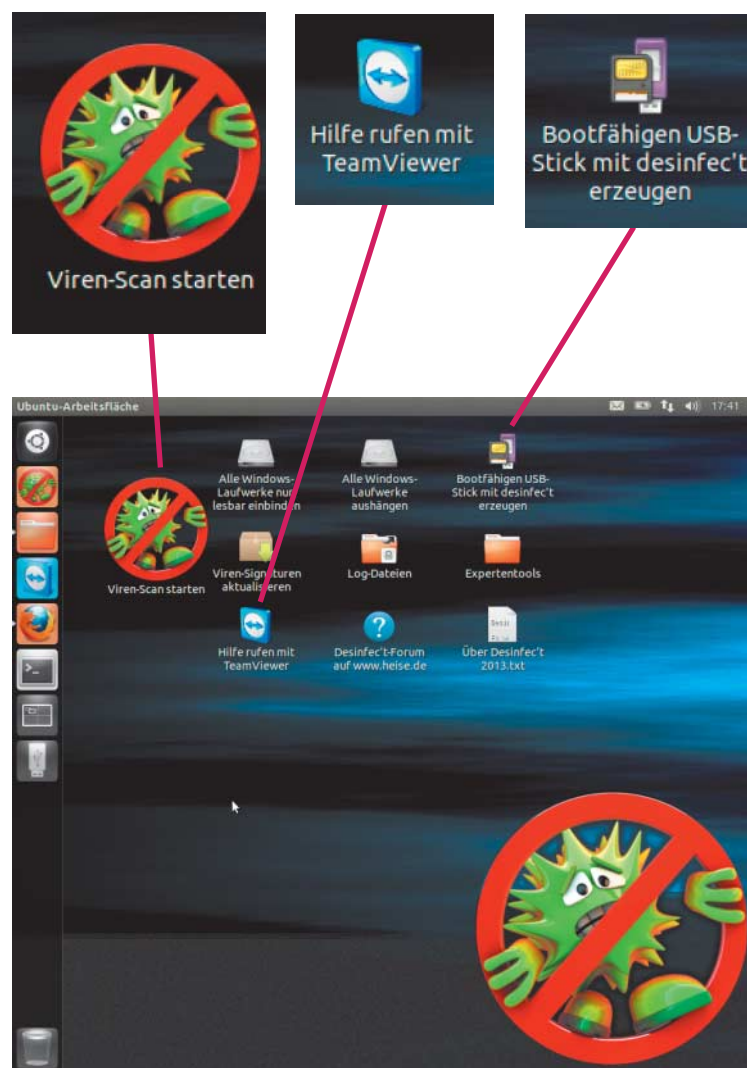 Viren-Scan starten
Hilfe rufen mit
TeamViewer
Bootfähigen USB-
Stick mit desinfec't
erzeugen
Ubuntu-Arbeitsfläche
17:41
Alle Windows-
Laufwerke nur
lesbar einbinden
Alle Windows-
Laufwerke
aushängen
Bootfähigen USB-
Stick mit desinfec't
erzeugen
Viren-Scan starten
Viren-Signaturen
aktualisieren
Log-Dateien
Expertentools
Hilfe rufen mit
TeamViewer
Desinfec't-Forum
auf www.heise.de
Über Desinfec't
2013.txt